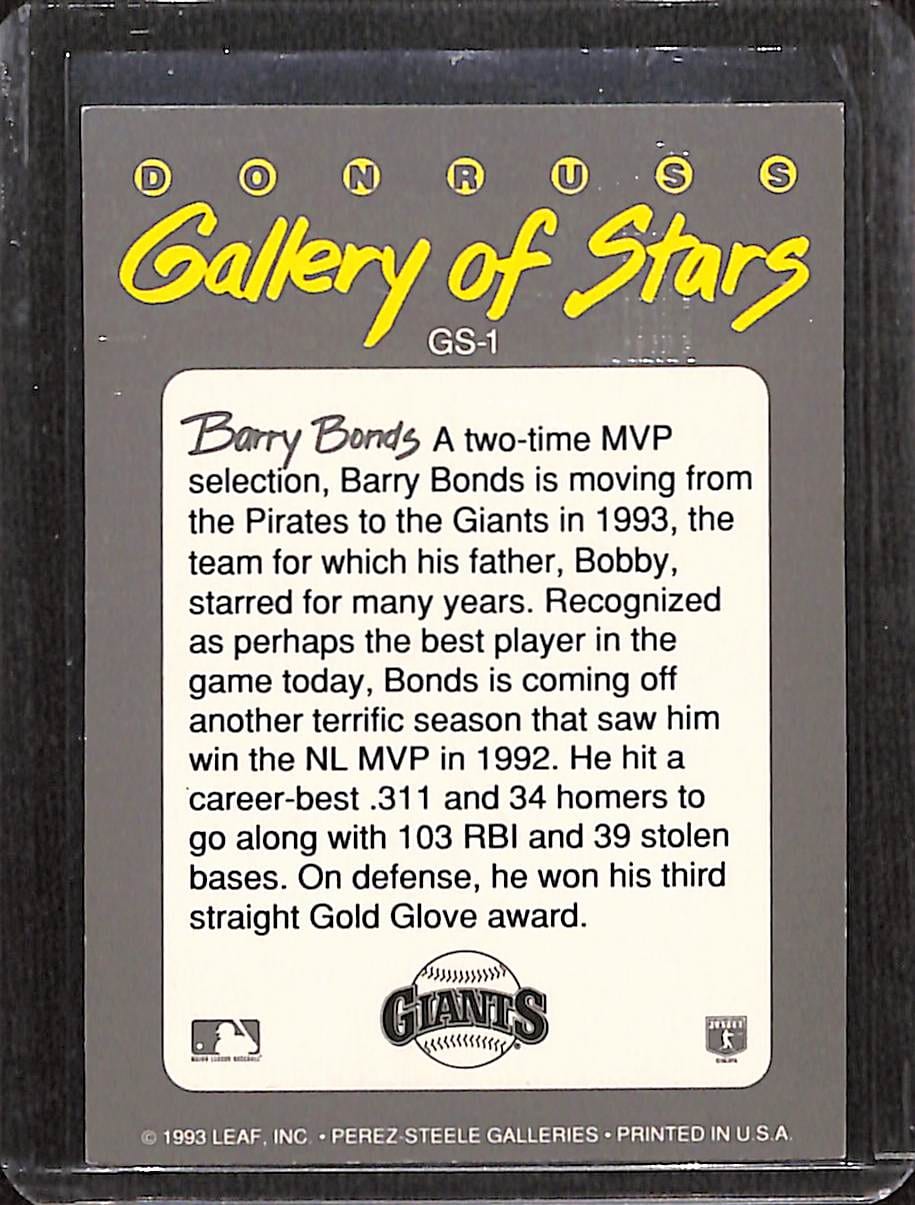 DONRUSS
Gallery of Stars
GS-1
Barry Bonds A two-time MVP
selection, Barry Bonds is moving from
the Pirates to the Giants in 1993, the
team for which his father, Bobby,
starred for many years. Recognized
as perhaps the best player in the
game today, Bonds is coming off
another terrific season that saw him
win the NL MVP in 1992. He hit a
career-best .311 and 34 homers to
go along with 103 RBI and 39 stolen
bases. On defense, he won his third
straight Gold Glove award.
GIANTS
MAJOR LEAGUE BASEBALL
© 1993 LEAF, INC. • PEREZ-STEELE GALLERIES • PRINTED IN U.S.A.